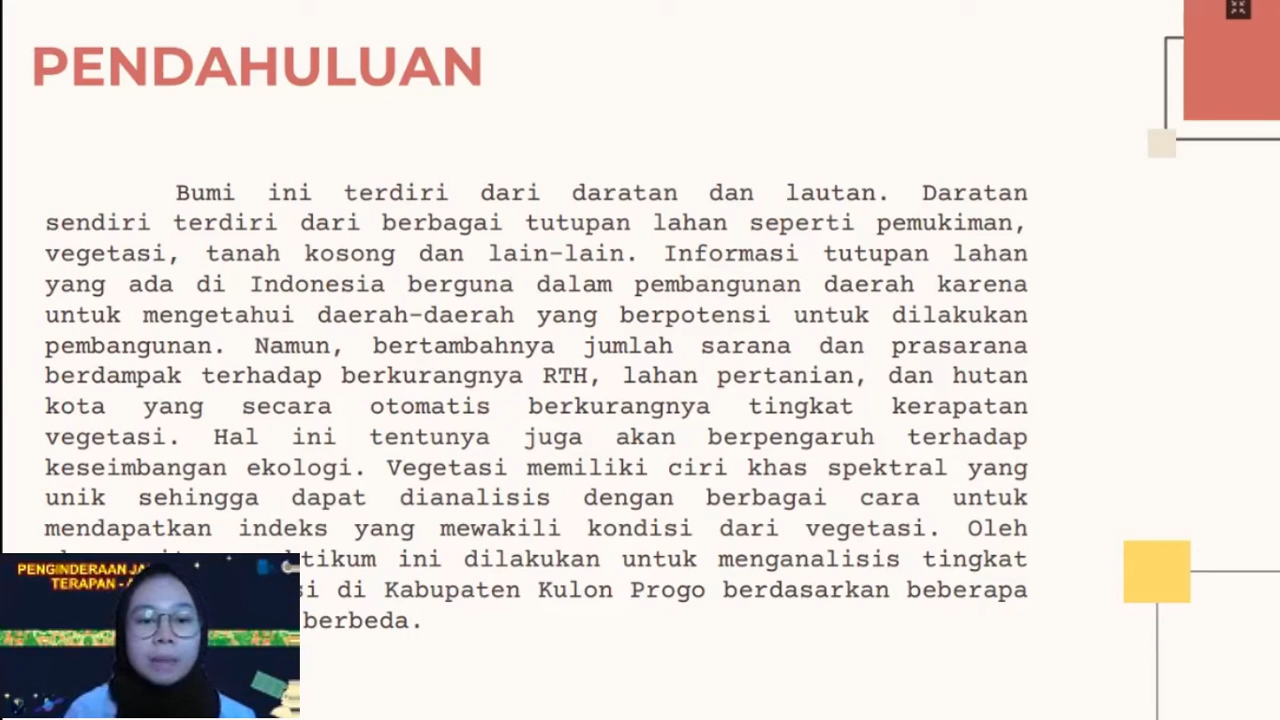 PENDAHULUAN
Bumi ini terdiri dari daratan dan lautan. Daratan
sendiri terdiri dari berbagai tutupan lahan seperti pemukiman,
vegetasi, tanah kosong dan lain-lain. Informasi tutupan lahan
yang ada di Indonesia berguna dalam pembangunan daerah karena
untuk mengetahui daerah-daerah yang berpotensi untuk dilakukan
pembangunan. Namun, bertambahnya jumlah sarana dan prasarana
berdampak terhadap berkurangnya RTH, lahan pertanian, dan hutan
kota yang secara otomatis berkurangnya tingkat kerapatan
vegetasi. Hal ini tentunya juga akan berpengaruh terhadap
keseimbangan ekologi. Vegetasi memiliki ciri khas spektral yang
unik sehingga dapat dianalisis dengan berbagai cara untuk
mendapatkan indeks yang mewakili kondisi dari vegetasi. Oleh
ini dilakukan untuk menganalisis tingkat
di Kabupaten Kulon Progo berdasarkan beberapa
berbeda.
PENGINDERAAN
TERAPAN -